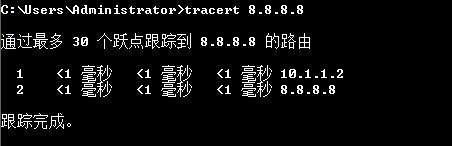 C:\Users\Administrator>tracert 8.8.8.8
通过最多 30 个跃点跟踪到 8.8.8.8 的路由
1 <1 毫秒 <1 毫秒 <1 毫秒 10.1.1.2
2 <1 毫秒 <1 毫秒 <1 毫秒 8.8.8.8
跟踪完成。